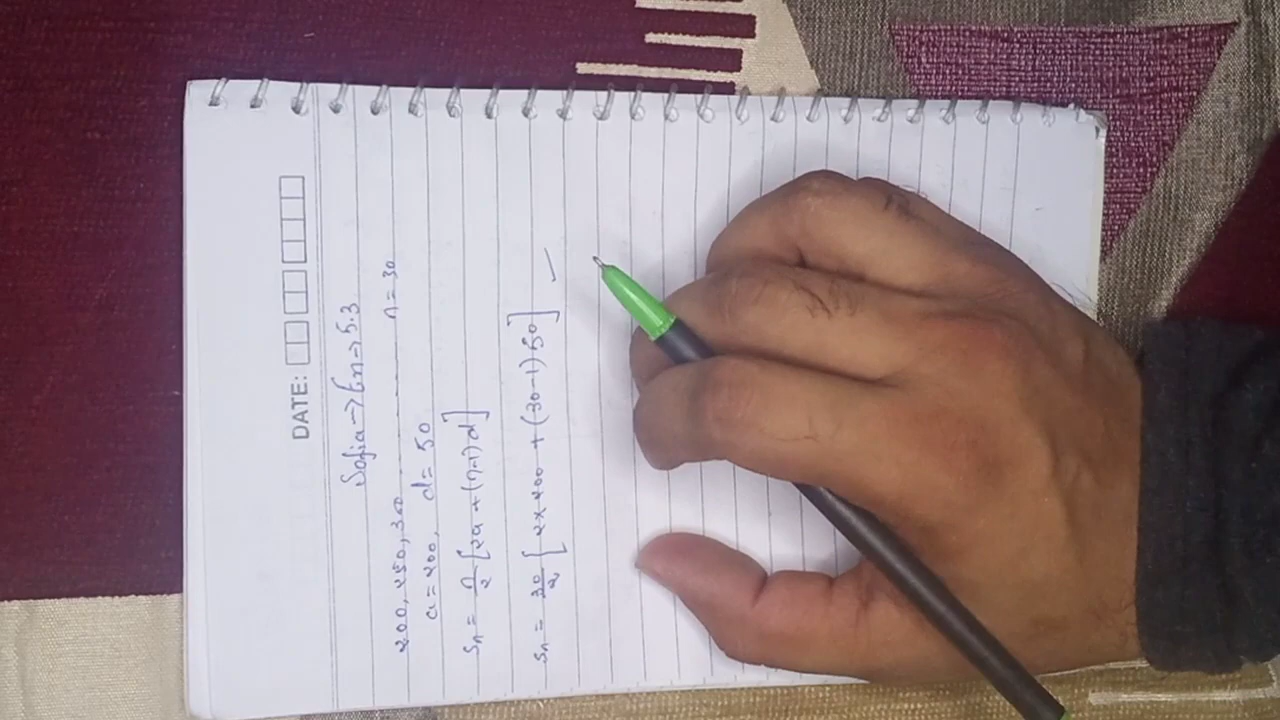 DATE:
Sofia → En → 5.3
200, 250, 300 ------------ n = 30
a = 200, d = 50
Sn = n/2 [2a + (n-1)d]
Sn = 30/2 [2×200 + (30-1)50] -